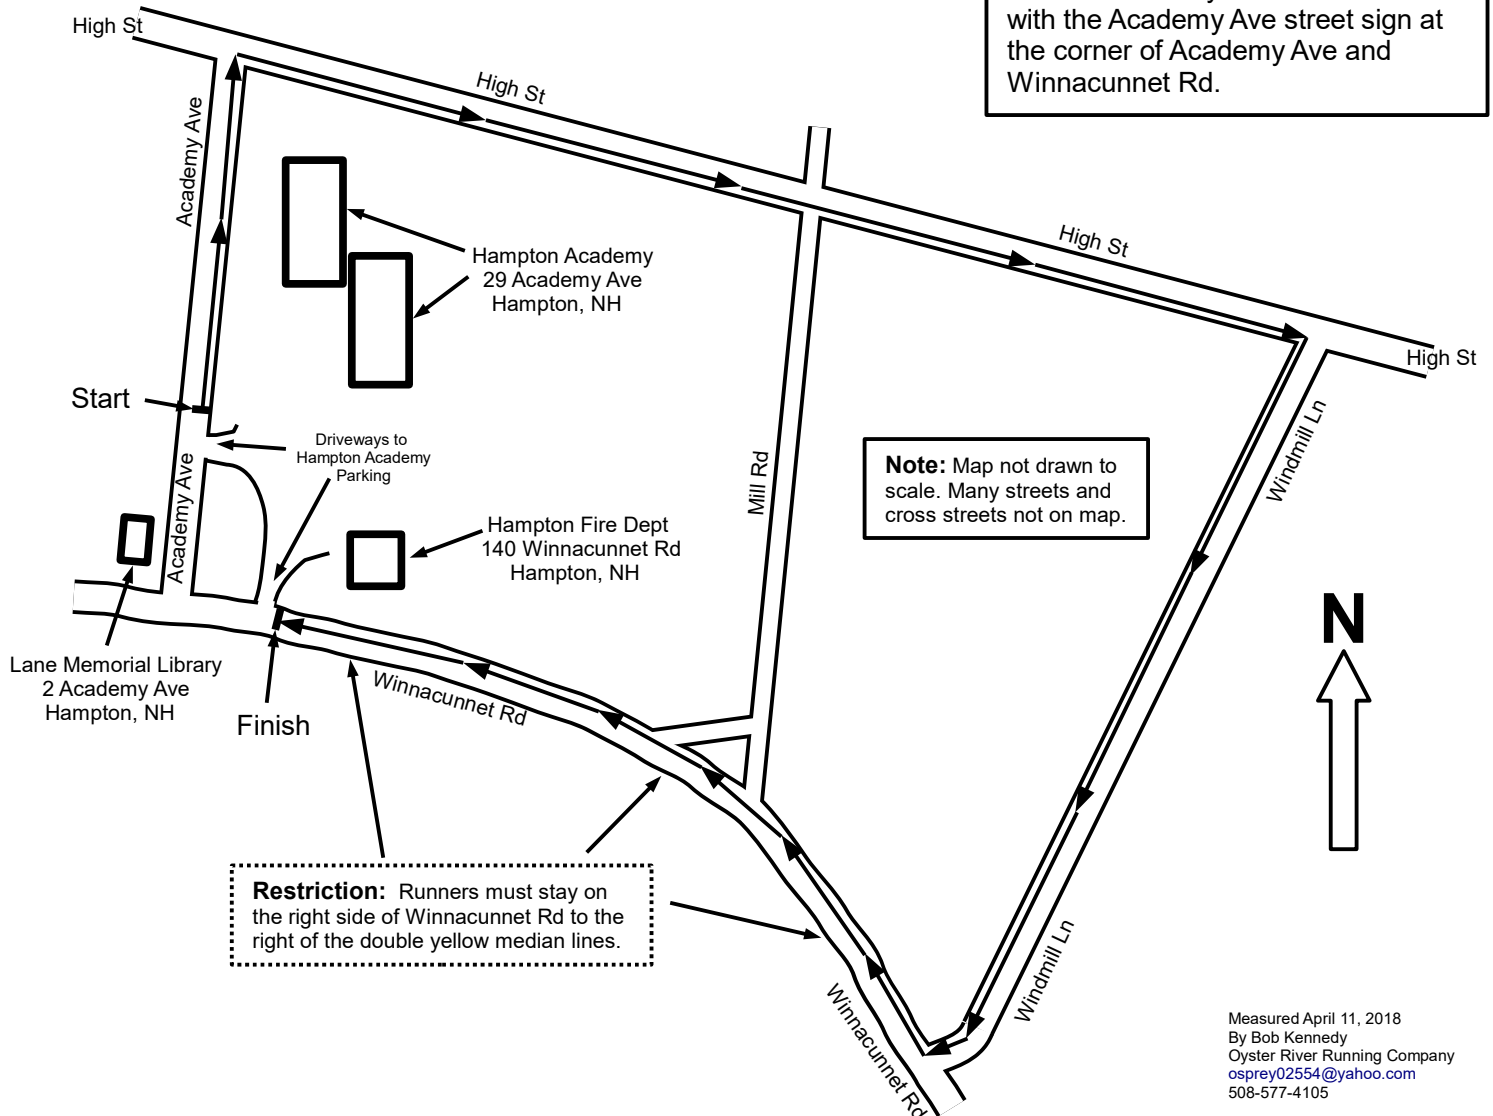 with the Academy Ave street sign at
the corner of Academy Ave and
Winnacunnet Rd.
High St
High St
Academy Ave
High St
High St
Hampton Academy
29 Academy Ave
Hampton, NH
Start
Driveways to
Hampton Academy
Parking
Academy Ave
Mill Rd
Note: Map not drawn to
scale. Many streets and
cross streets not on map.
Windmill Ln
Hampton Fire Dept
140 Winnacunnet Rd
Hampton, NH
N
Lane Memorial Library
2 Academy Ave
Hampton, NH
Finish
Winnacunnet Rd
Restriction: Runners must stay on
the right side of Winnacunnet Rd to the
right of the double yellow median lines.
Windmill Ln
Winnacunnet Rd
Measured April 11, 2018
By Bob Kennedy
Oyster River Running Company
osprey02554@yahoo.com
508-577-4105